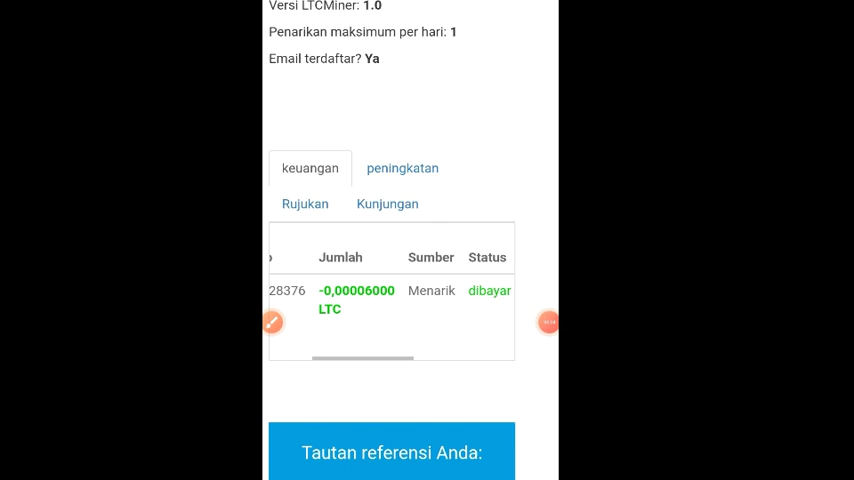 Versi LTCMiner: 1.0
Penarikan maksimum per hari: 1
Email terdaftar? Ya
keuangan peningkatan
Rujukan Kunjungan
Jumlah Sumber Status
28376 -0,00006000 Menarik dibayar
LTC
Tautan referensi Anda: